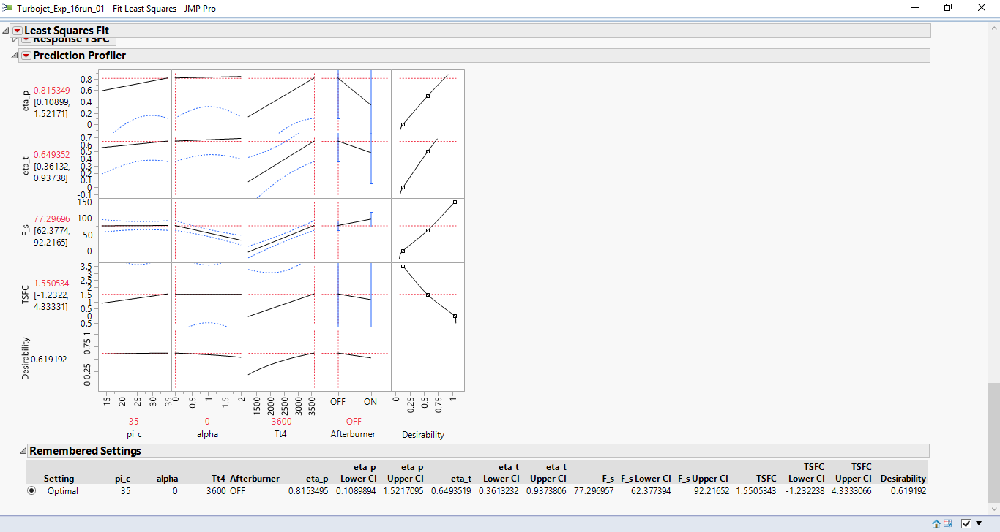 Turbojet_Exp_16run_01 - Fit Least Squares - JMP Pro
Least Squares Fit
Response TSFC
Prediction Profiler
eta_p
0.815349
[0.10899,
1.52171]
0.8
0.6
0.4
0.2
0
eta_t
0.649352
[0.36132,
0.93738]
0.7
0.6
0.5
0.4
0.3
0.2
0.1
0
-0.1
F_s
77.29696
[62.3774,
92.2165]
150
100
50
0
TSFC
1.550534
[-1.2322,
4.33331]
3.5
3
2.5
2
1.5
1
0.5
0
-0.5
Desirability
0.619192
1
0.75
0.25
0
15 20 25 30 35 0 0.5 1 1.5 2 1500 2000 2500 3000 3500 OFF ON 0 0.25 0.5 0.75 1
35 0 3600 OFF
pi_c alpha Tt4 Afterburner Desirability
Remembered Settings
eta_p eta_p eta_t eta_t TSFC TSFC
Setting pi_c alpha Tt4 Afterburner eta_p Lower CI Upper CI eta_t Lower CI Upper CI F_s F_s Lower CI F_s Upper CI TSFC Lower CI Upper CI Desirability
_Optimal_ 35 0 3600 OFF 0.8153495 0.1089894 1.5217095 0.6493519 0.3613232 0.9373806 77.296957 62.377394 92.21652 1.5505343 -1.232238 4.3333066 0.619192